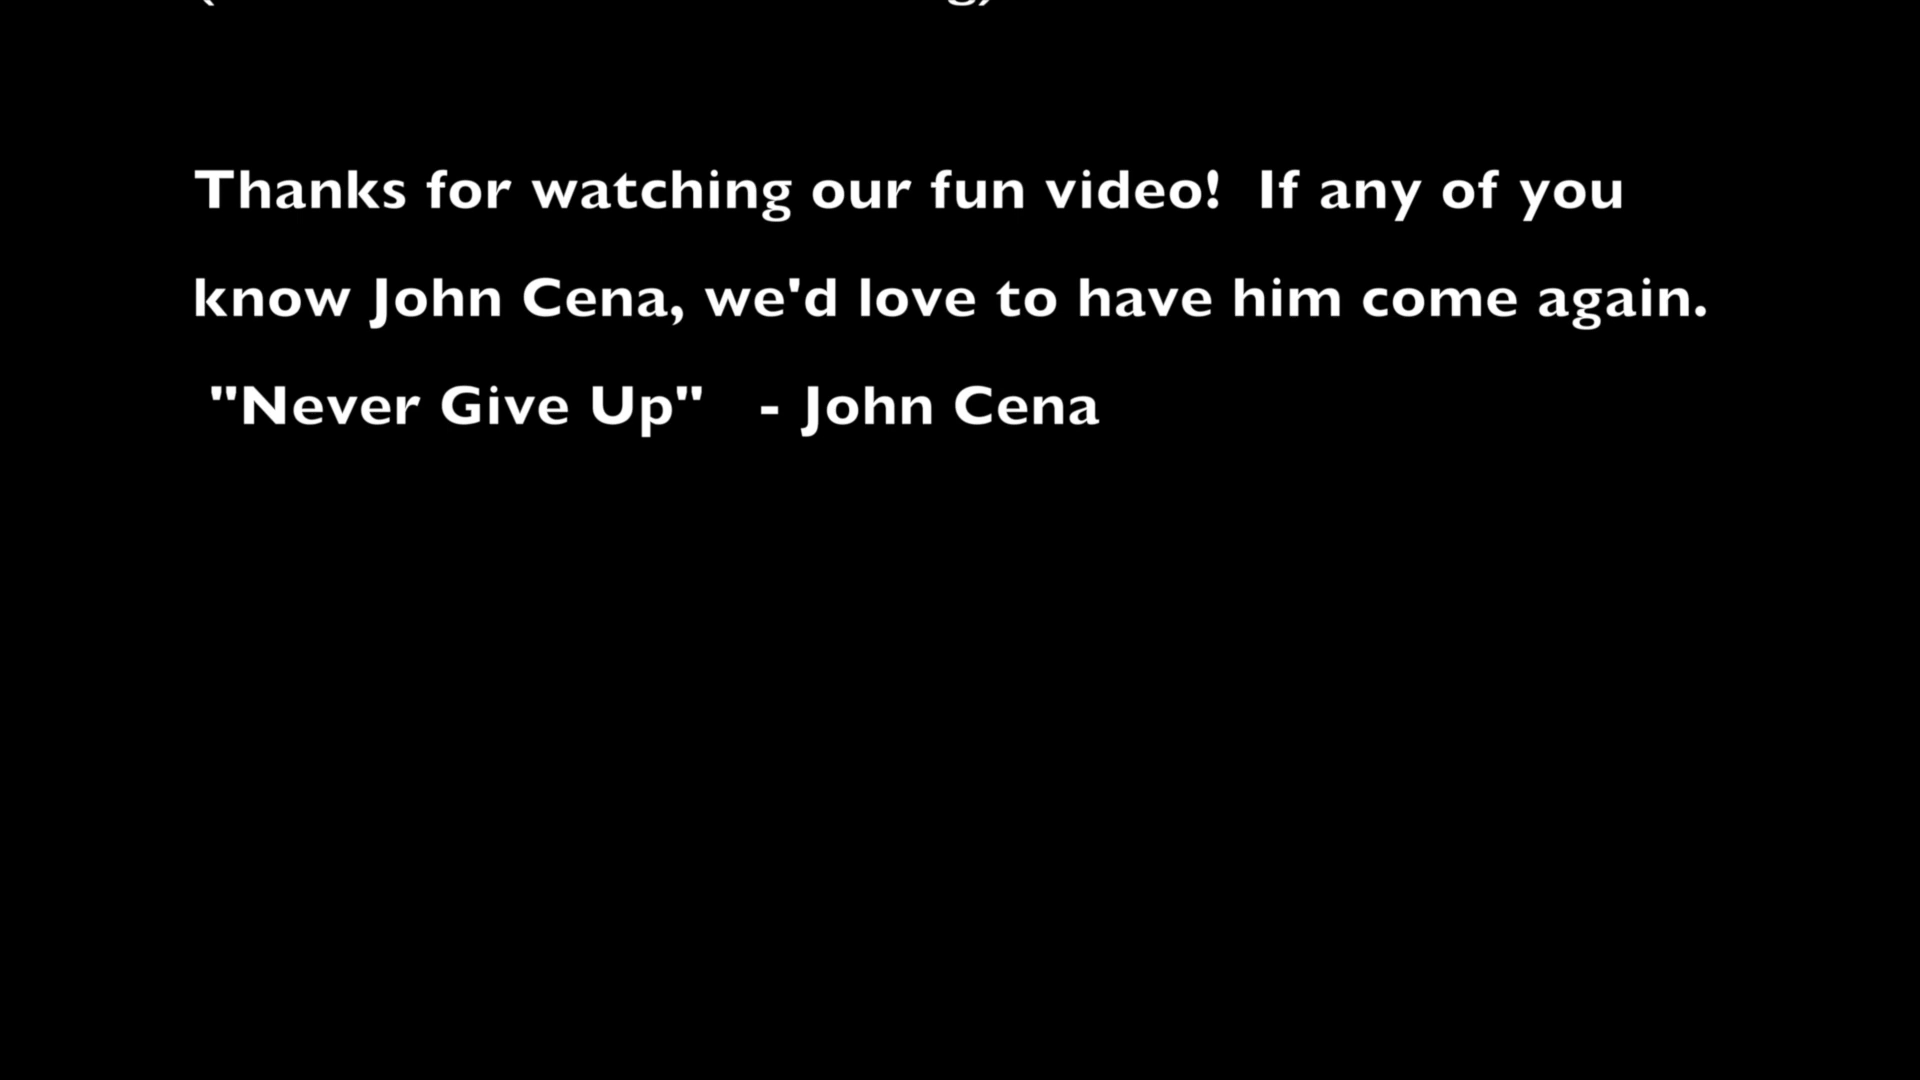 Thanks for watching our fun video!  If any of you
know John Cena, we'd love to have him come again.
"Never Give Up"   - John Cena